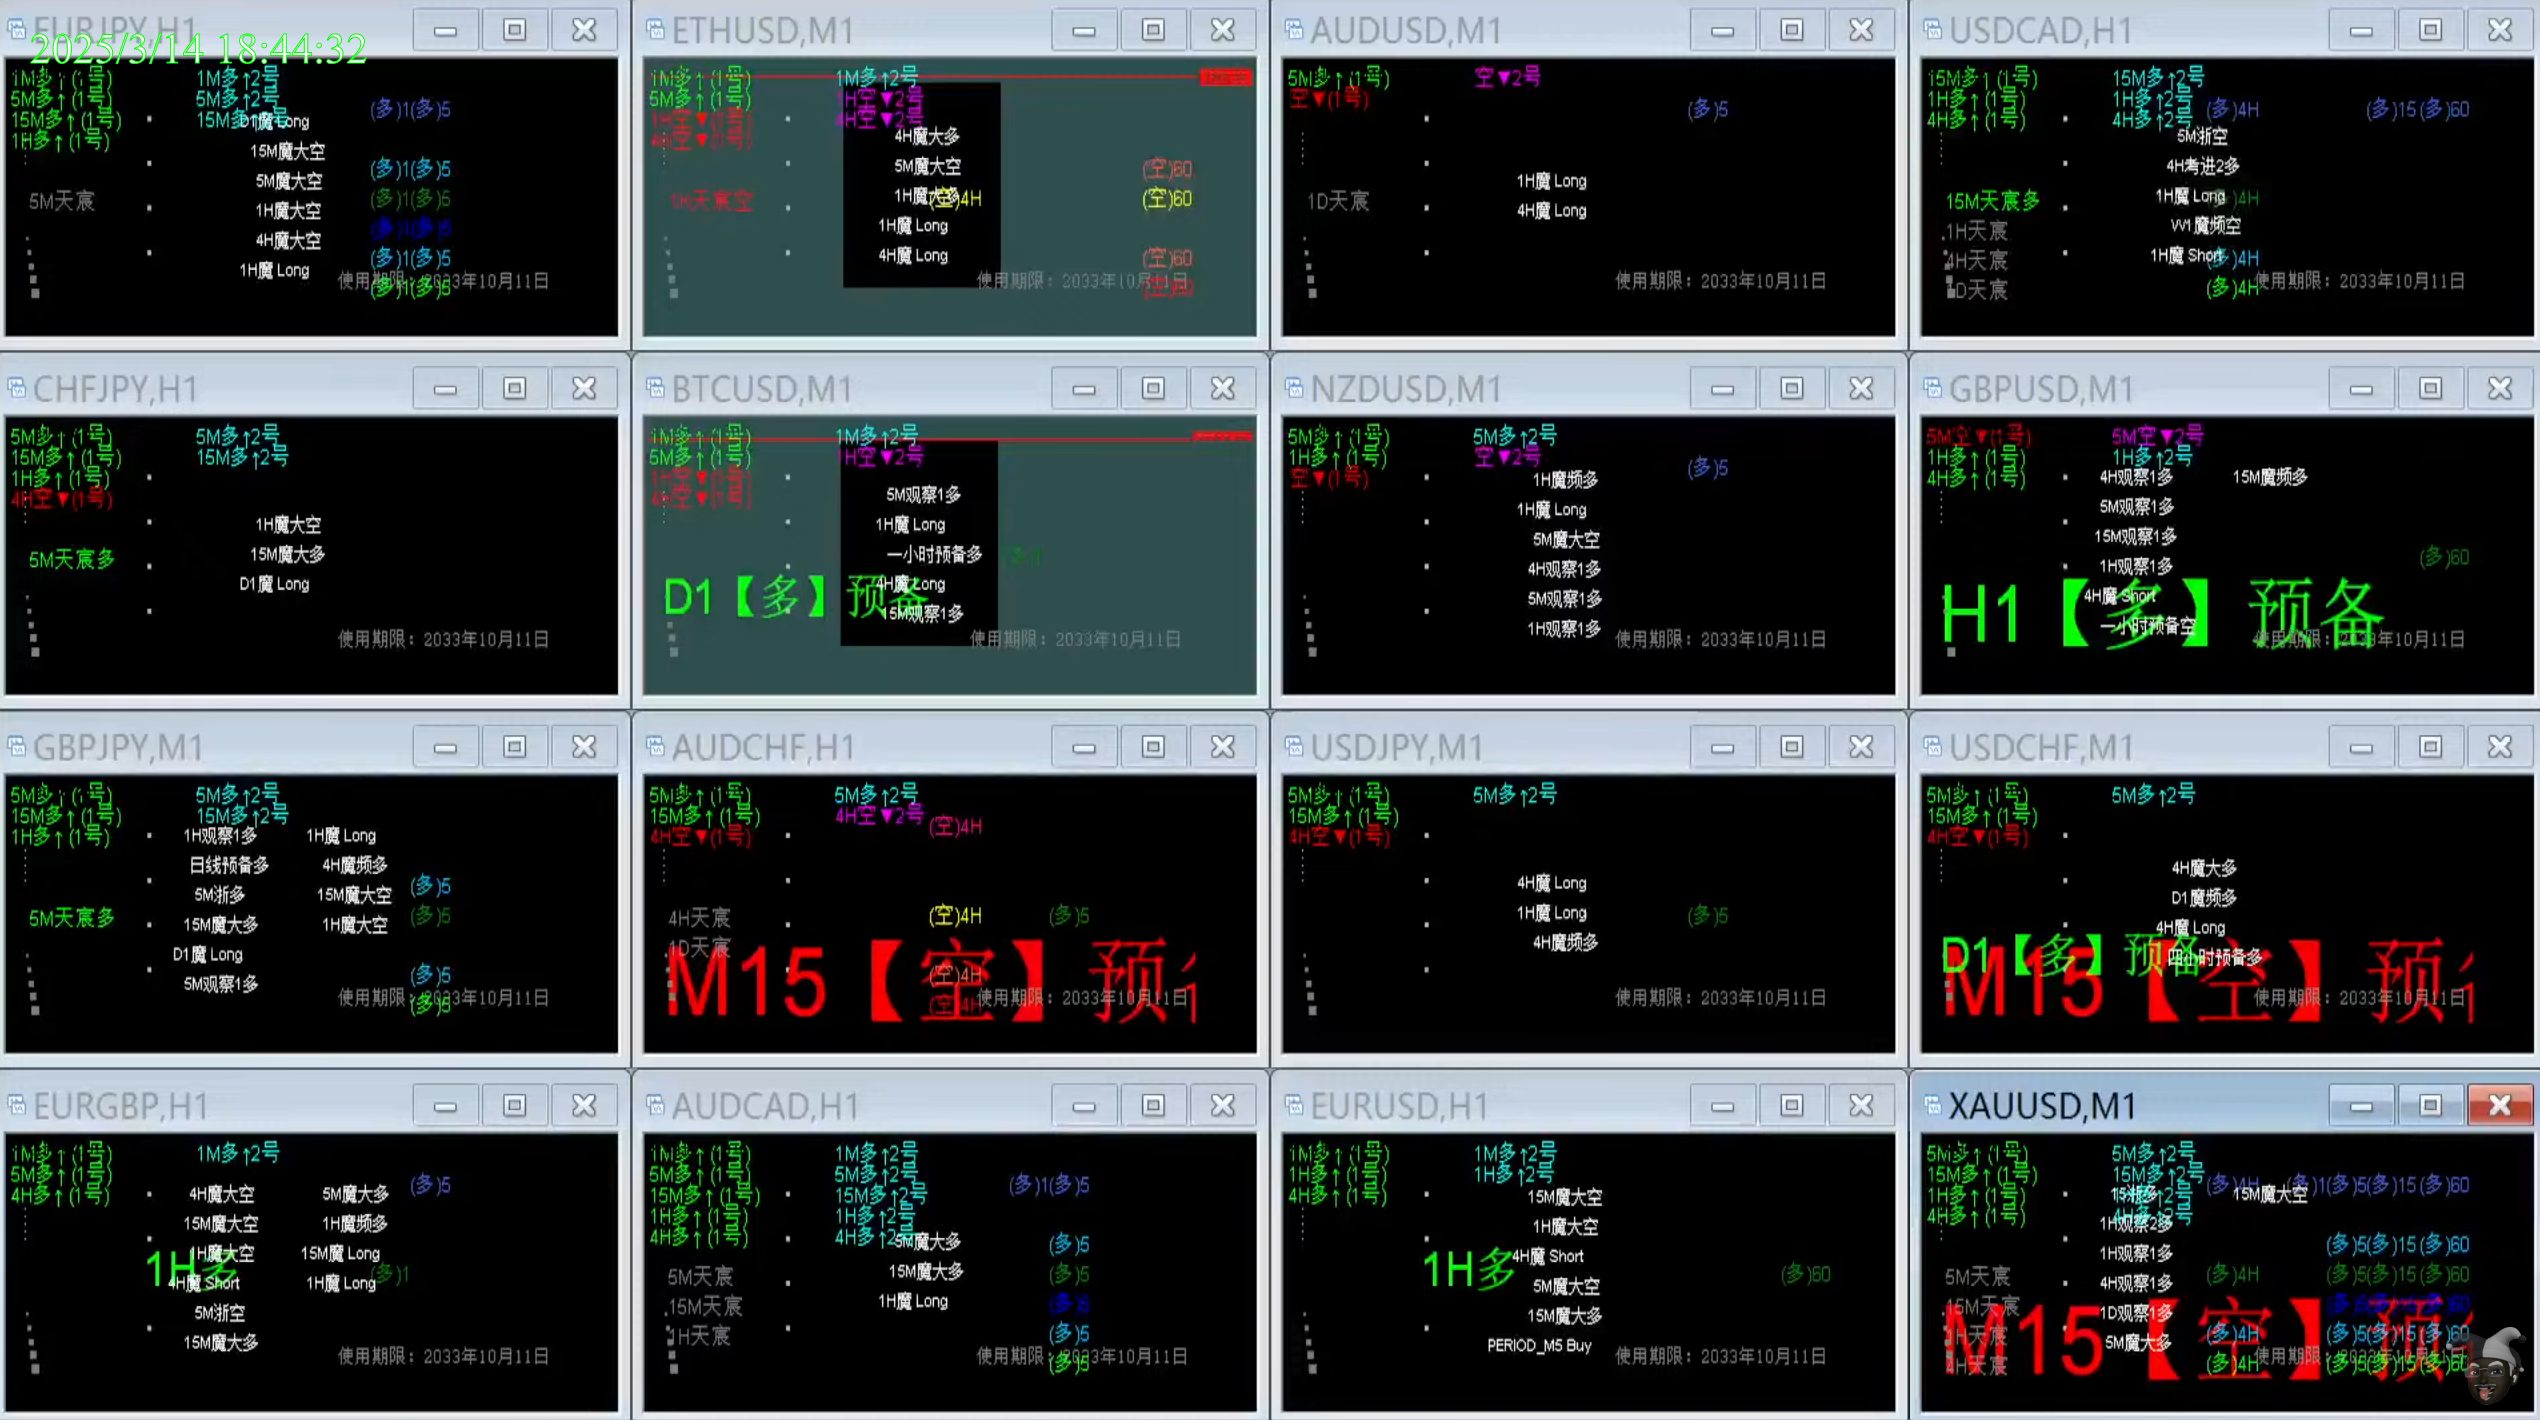 EURJPY,H1
2025/3/14 18:44:32
1M多↑(1号) 1M多↑2号
5M多↑(1号) 5M多↑2号 (多)1(多)5
15M多↑(1号) 15M多↑2号 D1魔 Long
1H多↑(1号)
15M魔大空
(多)1(多)5
5M魔大空
5M天宸 (多)1(多)5
1H魔大空
(多)1(多)5
4H魔大空
(多)1(多)5
1H魔 Long
使用期限：2033年10月11日
(多)1(多)5
ETHUSD,M1
1M多↑(1号) 1M多↑2号
5M多↑(1号) 1H空▼2号
1H空▼(1号) 4H空▼2号
4H空▼(1号) 4H魔大多
5M魔大空 (空)60
1H天宸空 1H魔大多 (空)4H (空)60
1H魔 Long
4H魔 Long (空)60
使用期限：2033年10月11日
AUDUSD,M1
5M多↑(1号) 空▼2号
空▼(1号) (多)5
1H魔 Long
1D天宸 4H魔 Long
使用期限：2033年10月11日
USDCAD,H1
15M多↑(1号) 15M多↑2号
1H多↑(1号) 1H多↑2号 (多)4H (多)15(多)60
4H多↑(1号) 4H多↑2号
5M浙空
4H考进2多
15M天宸多 1H魔 Long )4H
1H天宸 W1魔频空
4H天宸 1H魔 Short (多)4H
D天宸 (多)4H 使用期限：2033年10月11日
CHFJPY,H1
5M多↑(1号) 5M多↑2号
15M多↑(1号) 15M多↑2号
1H多↑(1号)
4H空▼(1号)
1H魔大空
5M天宸多 15M魔大多
D1魔 Long
使用期限：2033年10月11日
BTCUSD,M1
1M多↑(1号) 1M多↑2号
5M多↑(1号) 1H空▼2号
1H空▼(1号)
4H空▼(1号) 5M观察1多
1H魔 Long
一小时预备多
4H魔 Long
D1【多】预备
15M观察1多
使用期限：2033年10月11日
NZDUSD,M1
5M多↑(1号) 5M多↑2号
1H多↑(1号) 空▼2号 (多)5
空▼(1号) 1H魔频多
1H魔 Long
5M魔大空
4H观察1多
5M观察1多
1H观察1多
使用期限：2033年10月11日
GBPUSD,M1
5M空▼(1号) 5M空▼2号
1H多↑(1号) 1H多↑2号
4H多↑(1号) 4H观察1多 15M魔频多
5M观察1多
15M观察1多
1H观察1多 (多)60
4H魔 Short
H1【多】预备
一小时预备空
使用期限：2033年10月11日
GBPJPY,M1
5M多↑(1号) 5M多↑2号
15M多↑(1号) 15M多↑2号
1H多↑(1号) 1H观察1多 1H魔 Long
日线预备多 4H魔频多
5M浙多 15M魔大空 (多)5
5M天宸多 15M魔大多 1H魔大空 (多)5
D1魔 Long
5M观察1多 (多)5
使用期限：2033年10月11日
(多)5
AUDCHF,H1
5M多↑(1号) 5M多↑2号
15M多↑(1号) 4H空▼2号 (空)4H
4H空▼(1号)
4H天宸 (空)4H (多)5
1D天宸
M15【空】预
(空)4H
(空)4H 使用期限：2033年10月11日
USDJPY,M1
5M多↑(1号) 5M多↑2号
15M多↑(1号)
4H空▼(1号)
4H魔 Long
1H魔 Long (多)5
4H魔频多
使用期限：2033年10月11日
USDCHF,M1
5M多↑(1号) 5M多↑2号
15M多↑(1号)
4H空▼(1号)
4H魔大多
D1魔频多
4H魔 Long
D1【多】预备
四小时预备多
M15【空】预
使用期限：2033年10月11日
EURGBP,H1
1M多↑(1号) 1M多↑2号
5M多↑(1号) (多)5
4H多↑(1号) 4H魔大空 5M魔大多
15M魔大空 1H魔频多
1H魔大空 15M魔 Long
1H多 (多)1
4H魔 Short 1H魔 Long
5M浙空
15M魔大多
使用期限：2033年10月11日
AUDCAD,H1
1M多↑(1号) 1M多↑2号
5M多↑(1号) 5M多↑2号 (多)1(多)5
15M多↑(1号) 15M多↑2号
1H多↑(1号) 1H多↑2号
4H多↑(1号) 4H多↑2号 5M魔大多 (多)5
5M天宸 15M魔大多 (多)5
15M天宸 1H魔 Long (多)5
1H天宸 (多)5
使用期限：2033年10月11日
(多)5
EURUSD,H1
1M多↑(1号) 1M多↑2号
1H多↑(1号) 1H多↑2号
4H多↑(1号) 15M魔大空
1H魔大空
1H多 4H魔 Short (多)60
5M魔大空
15M魔大多
PERIOD_M5 Buy
使用期限：2033年10月11日
XAUUSD,M1
5M多↑(1号) 5M多↑2号
15M多↑(1号) 15M多↑2号 (多)4H (多)1(多)5(多)15(多)60
1H多↑(1号) 15M魔大空
4H多↑(1号) 1H观察2多
1H观察1多 (多)5(多)15(多)60
5M天宸 4H观察1多 (多)4H (多)5(多)15(多)60
15M天宸 1D观察1多 (多)5(多)15(多)60
1H天宸 5M魔大多 (多)4H (多)5(多)15(多)60
M15【空】预
4H天宸 (多)4H 使用期限：2033年10月11日
(多)5(多)15(多)60